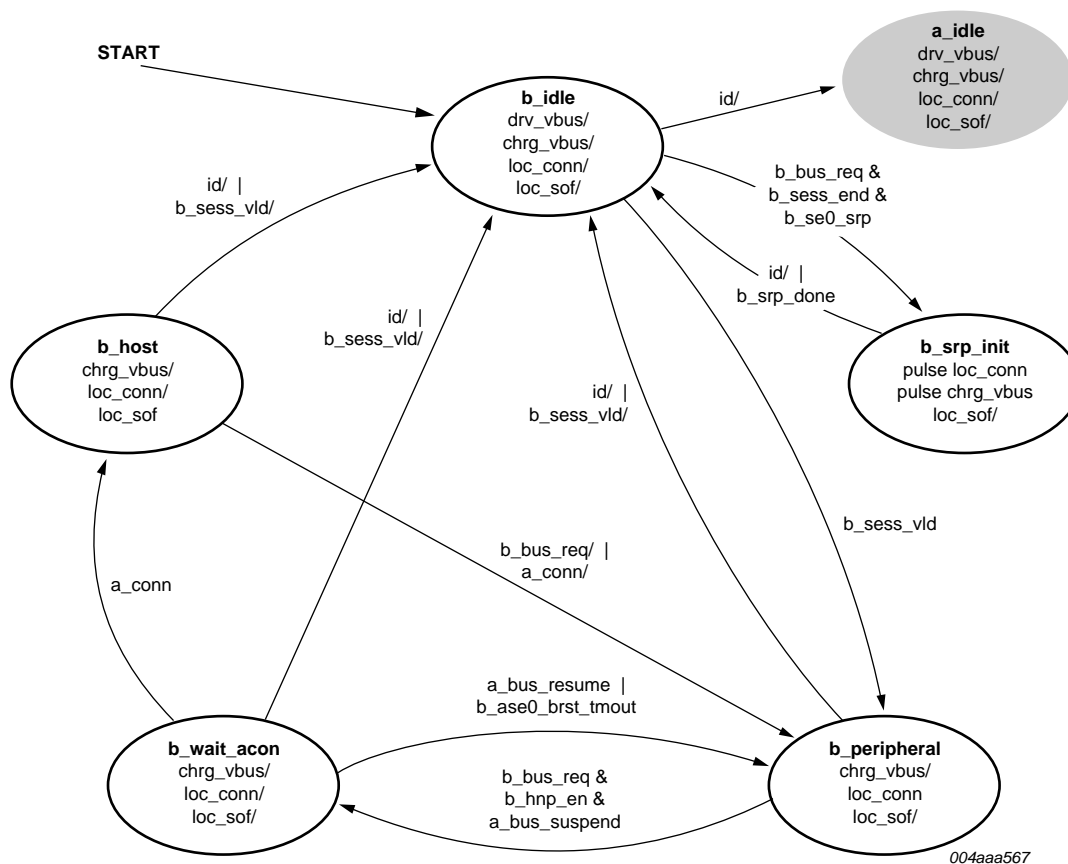 START
a_idle
drv_vbus/
chrg_vbus/
loc_conn/
loc_sof/
b_idle
drv_vbus/
chrg_vbus/
loc_conn/
loc_sof/
id/
b_bus_req &
b_sess_end &
b_se0_srp
id/ |
b_sess_vld/
id/ |
b_srp_done
id/ |
b_sess_vld/
b_host
chrg_vbus/
loc_conn/
loc_sof
b_srp_init
pulse loc_conn
pulse chrg_vbus
loc_sof/
id/ |
b_sess_vld/
b_sess_vld
b_bus_req/ |
a_conn/
a_conn
a_bus_resume |
b_ase0_brst_tmout
b_wait_acon
chrg_vbus/
loc_conn/
loc_sof/
b_bus_req &
b_hnp_en &
a_bus_suspend
b_peripheral
chrg_vbus/
loc_conn
loc_sof/
004aaa567